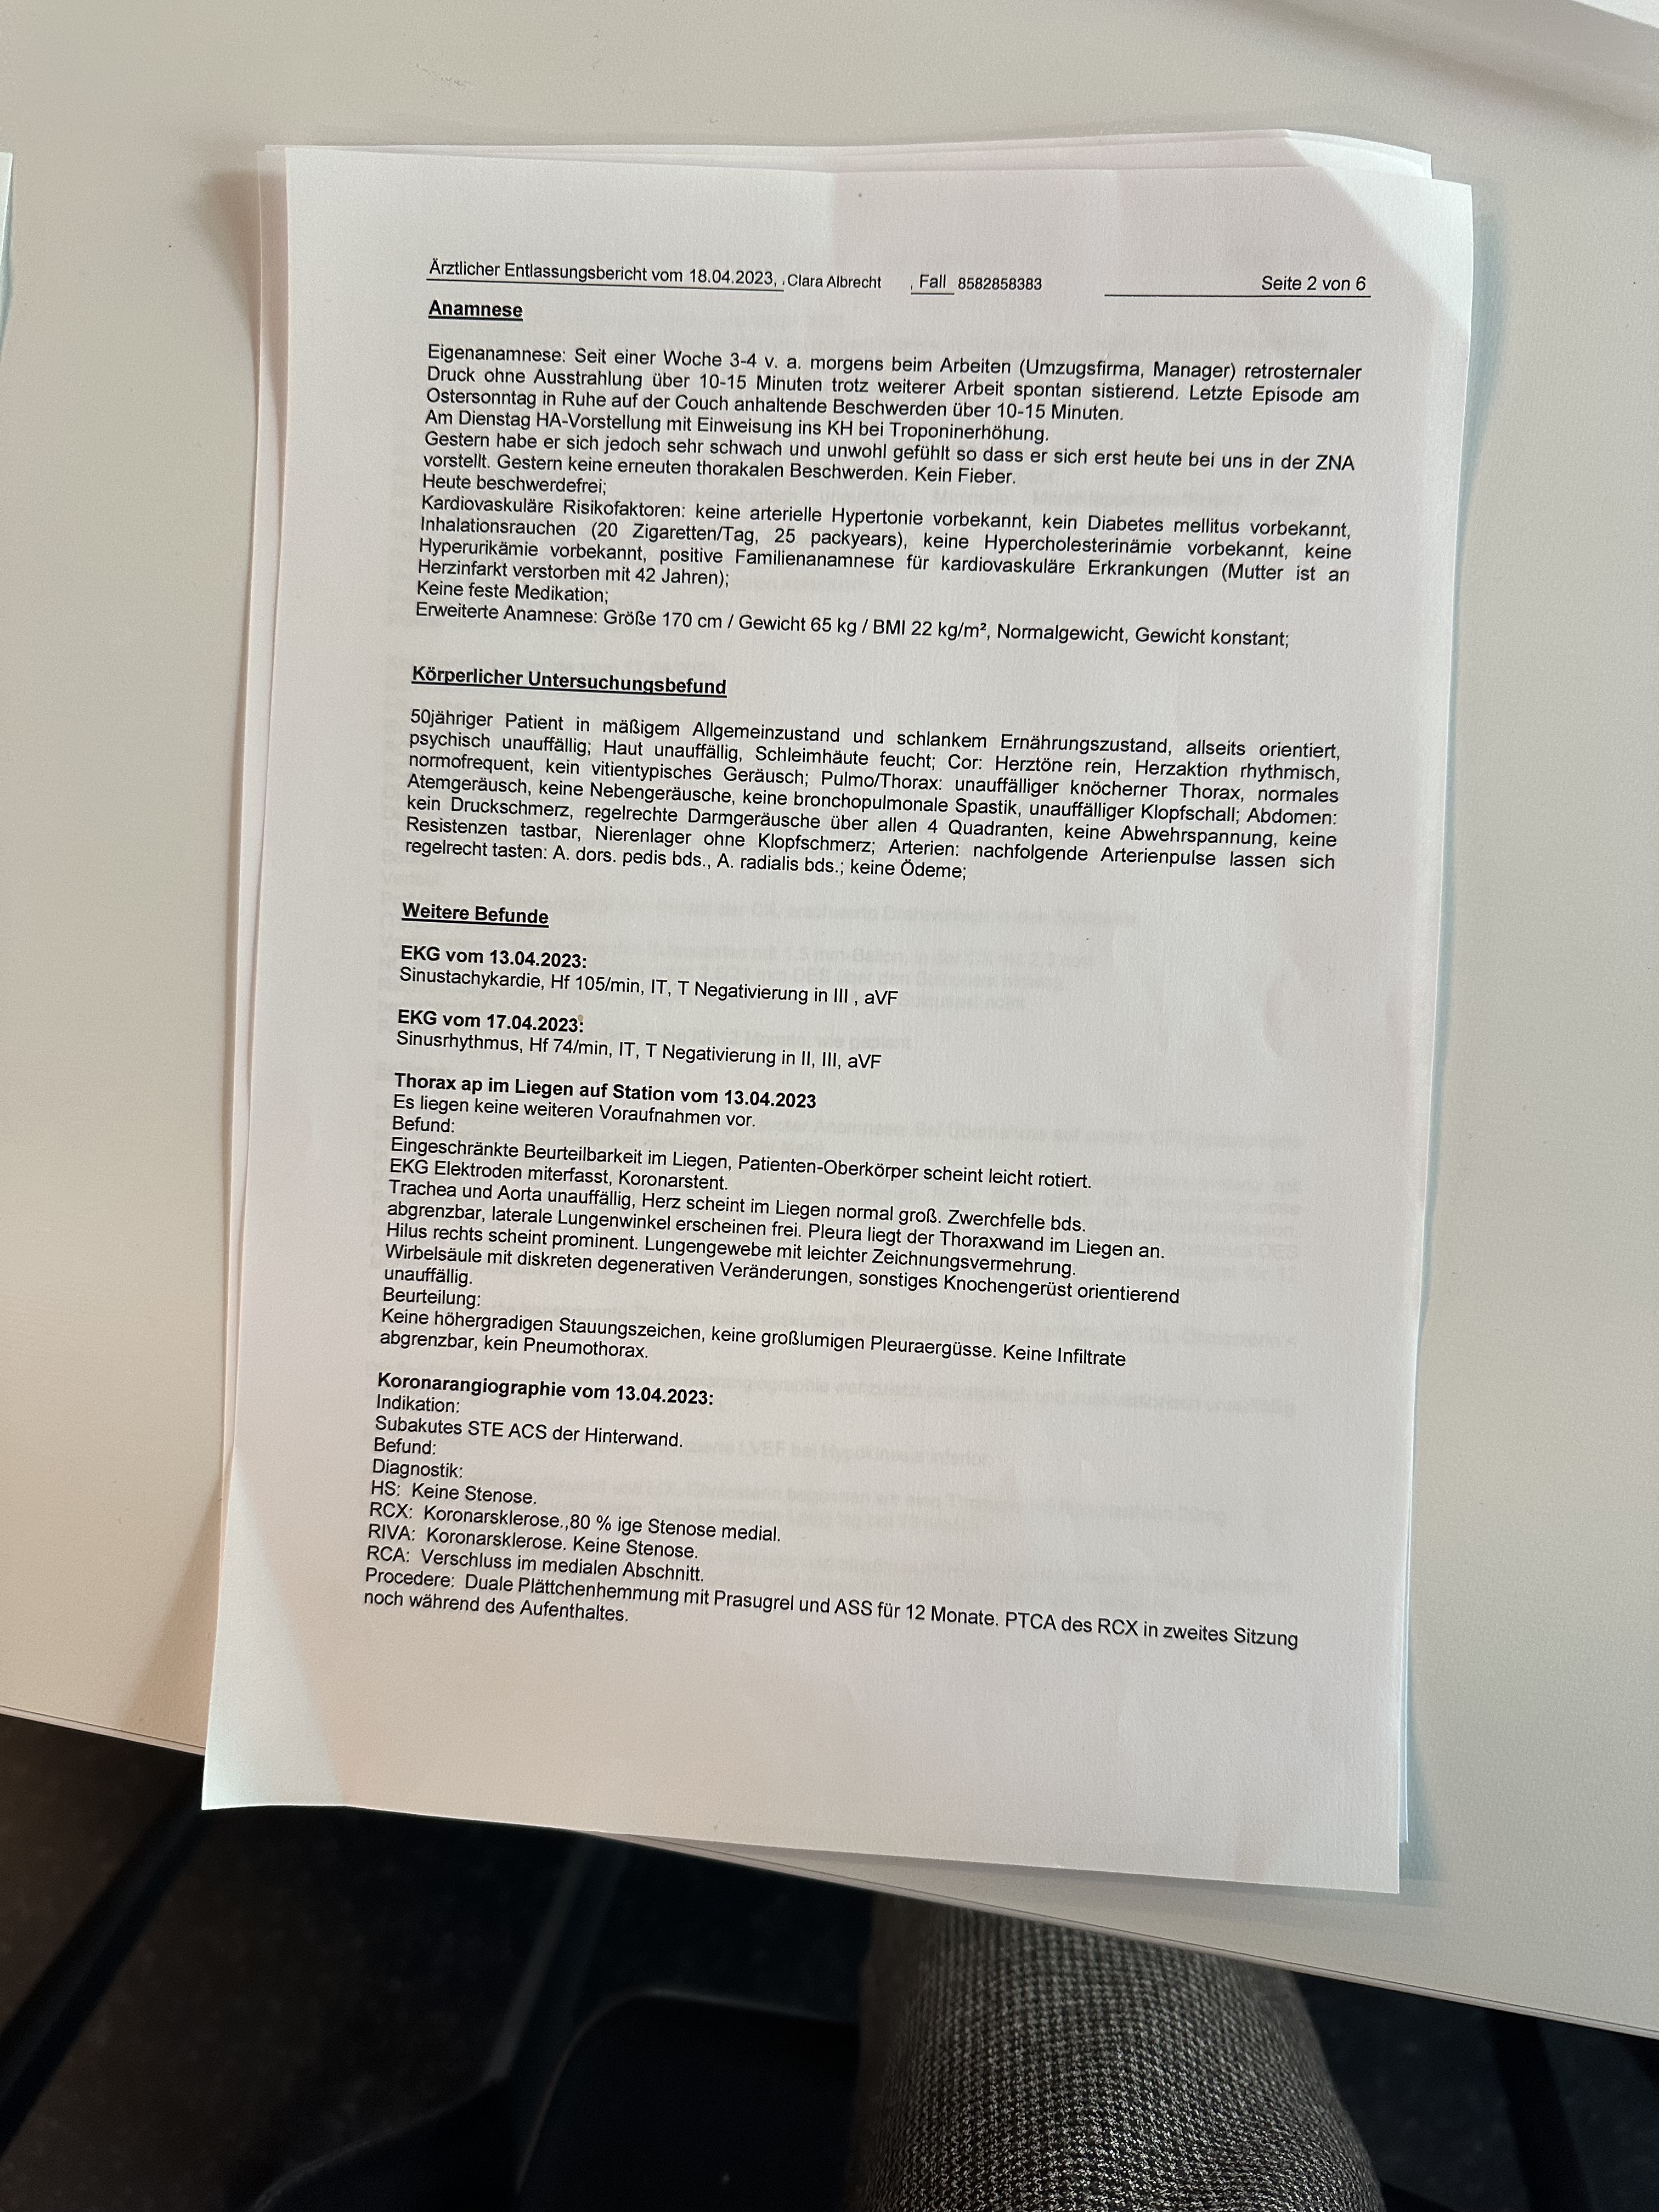 Ärztlicher Entlassungsbericht vom 18.04.2023, , Clara Albrecht , Fall 8582858383 Seite 2 von 6
Anamnese
Eigenanamnese: Seit einer Woche 3-4 v. a. morgens beim Arbeiten (Umzugsfirma, Manager) retrosternaler
Druck ohne Ausstrahlung über 10-15 Minuten trotz weiterer Arbeit spontan sistierend. Letzte Episode am
Ostersonntag in Ruhe auf der Couch anhaltende Beschwerden über 10-15 Minuten.
Am Dienstag HA-Vorstellung mit Einweisung ins KH bei Troponinerhöhung.
Gestern habe er sich jedoch sehr schwach und unwohl gefühlt so dass er sich erst heute bei uns in der ZNA
vorstellt. Gestern keine erneuten thorakalen Beschwerden. Kein Fieber.
Heute beschwerdefrei;
Kardiovaskuläre Risikofaktoren: keine arterielle Hypertonie vorbekannt, kein Diabetes mellitus vorbekannt,
Inhalationsrauchen (20 Zigaretten/Tag, 25 packyears), keine Hypercholesterinämie vorbekannt, keine
Hyperurikämie vorbekannt, positive Familienanamnese für kardiovaskuläre Erkrankungen (Mutter ist an
Herzinfarkt verstorben mit 42 Jahren);
Keine feste Medikation;
Erweiterte Anamnese: Größe 170 cm / Gewicht 65 kg / BMI 22 kg/m², Normalgewicht, Gewicht konstant;
Körperlicher Untersuchungsbefund
50jähriger Patient in mäßigem Allgemeinzustand und schlankem Ernährungszustand, allseits orientiert,
psychisch unauffällig; Haut unauffällig, Schleimhäute feucht; Cor: Herztöne rein, Herzaktion rhythmisch,
normofrequent, kein vitientypisches Geräusch; Pulmo/Thorax: unauffälliger knöcherner Thorax, normales
Atemgeräusch, keine Nebengeräusche, keine bronchopulmonale Spastik, unauffälliger Klopfschall; Abdomen:
kein Druckschmerz, regelrechte Darmgeräusche über allen 4 Quadranten, keine Abwehrspannung, keine
Resistenzen tastbar, Nierenlager ohne Klopfschmerz; Arterien: nachfolgende Arterienpulse lassen sich
regelrecht tasten: A. dors. pedis bds., A. radialis bds.; keine Ödeme;
Weitere Befunde
EKG vom 13.04.2023:
Sinustachykardie, Hf 105/min, IT, T Negativierung in III , aVF
EKG vom 17.04.2023:
Sinusrhythmus, Hf 74/min, IT, T Negativierung in II, III, aVF
Thorax ap im Liegen auf Station vom 13.04.2023
Es liegen keine weiteren Voraufnahmen vor.
Befund:
Eingeschränkte Beurteilbarkeit im Liegen, Patienten-Oberkörper scheint leicht rotiert.
EKG Elektroden miterfasst, Koronarstent.
Trachea und Aorta unauffällig, Herz scheint im Liegen normal groß. Zwerchfelle bds.
abgrenzbar, laterale Lungenwinkel erscheinen frei. Pleura liegt der Thoraxwand im Liegen an.
Hilus rechts scheint prominent. Lungengewebe mit leichter Zeichnungsvermehrung.
Wirbelsäule mit diskreten degenerativen Veränderungen, sonstiges Knochengerüst orientierend
unauffällig.
Beurteilung:
Keine höhergradigen Stauungszeichen, keine großlumigen Pleuraergüsse. Keine Infiltrate
abgrenzbar, kein Pneumothorax.
Koronarangiographie vom 13.04.2023:
Indikation:
Subakutes STE ACS der Hinterwand.
Befund:
Diagnostik:
HS: Keine Stenose.
RCX: Koronarsklerose.,80 % ige Stenose medial.
RIVA: Koronarsklerose. Keine Stenose.
RCA: Verschluss im medialen Abschnitt.
Procedere: Duale Plättchenhemmung mit Prasugrel und ASS für 12 Monate. PTCA des RCX in zweites Sitzung
noch während des Aufenthaltes.